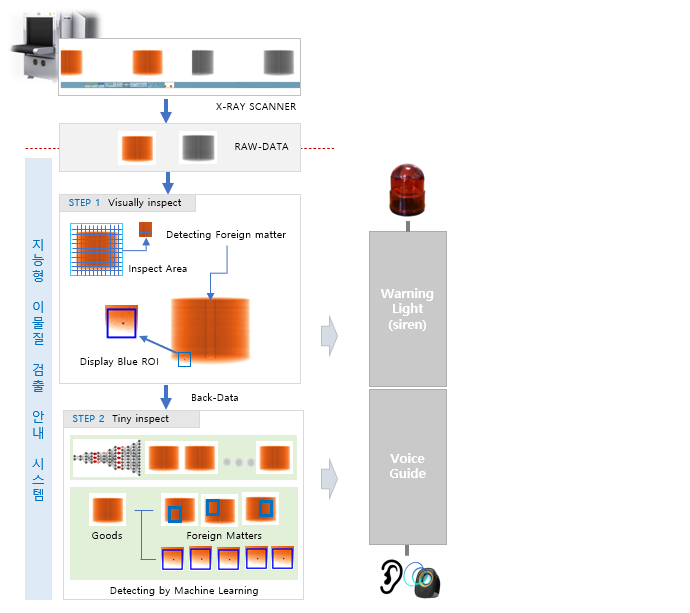 X-RAY SCANNER
RAW-DATA
지능형 이물질 검출 안내 시스템
STEP 1 Visually inspect
Detecting Foreign matter
Inspect Area
Display Blue ROI
Back-Data
STEP 2 Tiny inspect
Goods
Foreign Matters
Detecting by Machine Learning
Warning
Light
(siren)
Voice
Guide